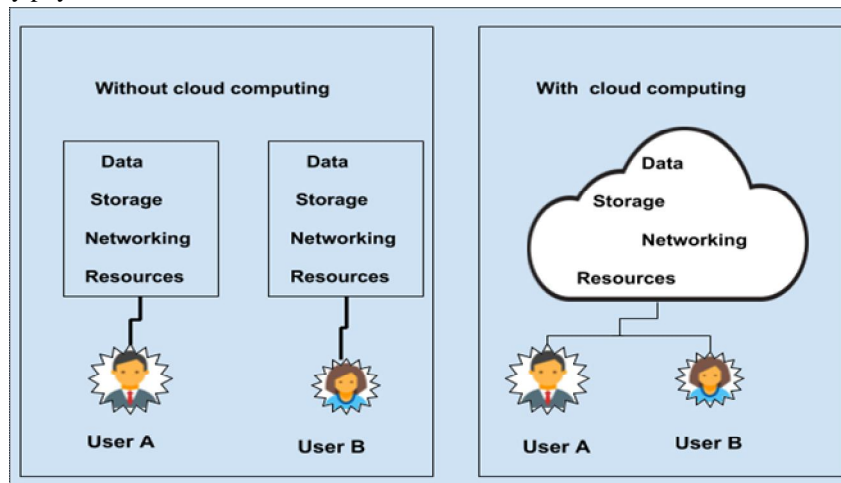 Without cloud computing
Data
Storage
Networking
Resources
User A
Data
Storage
Networking
Resources
User B
With cloud computing
Data
Storage
Networking
Resources
User A
User B